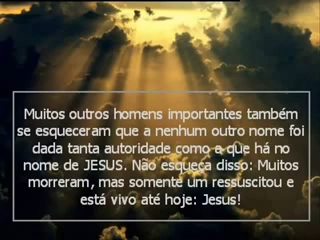 Muitos outros homens importantes também
se esqueceram que a nenhum outro nome foi
dada tanta autoridade como a que há no
nome de JESUS. Não esqueça disso: Muitos
morreram, mas somente um ressuscitou e
está vivo até hoje: Jesus!